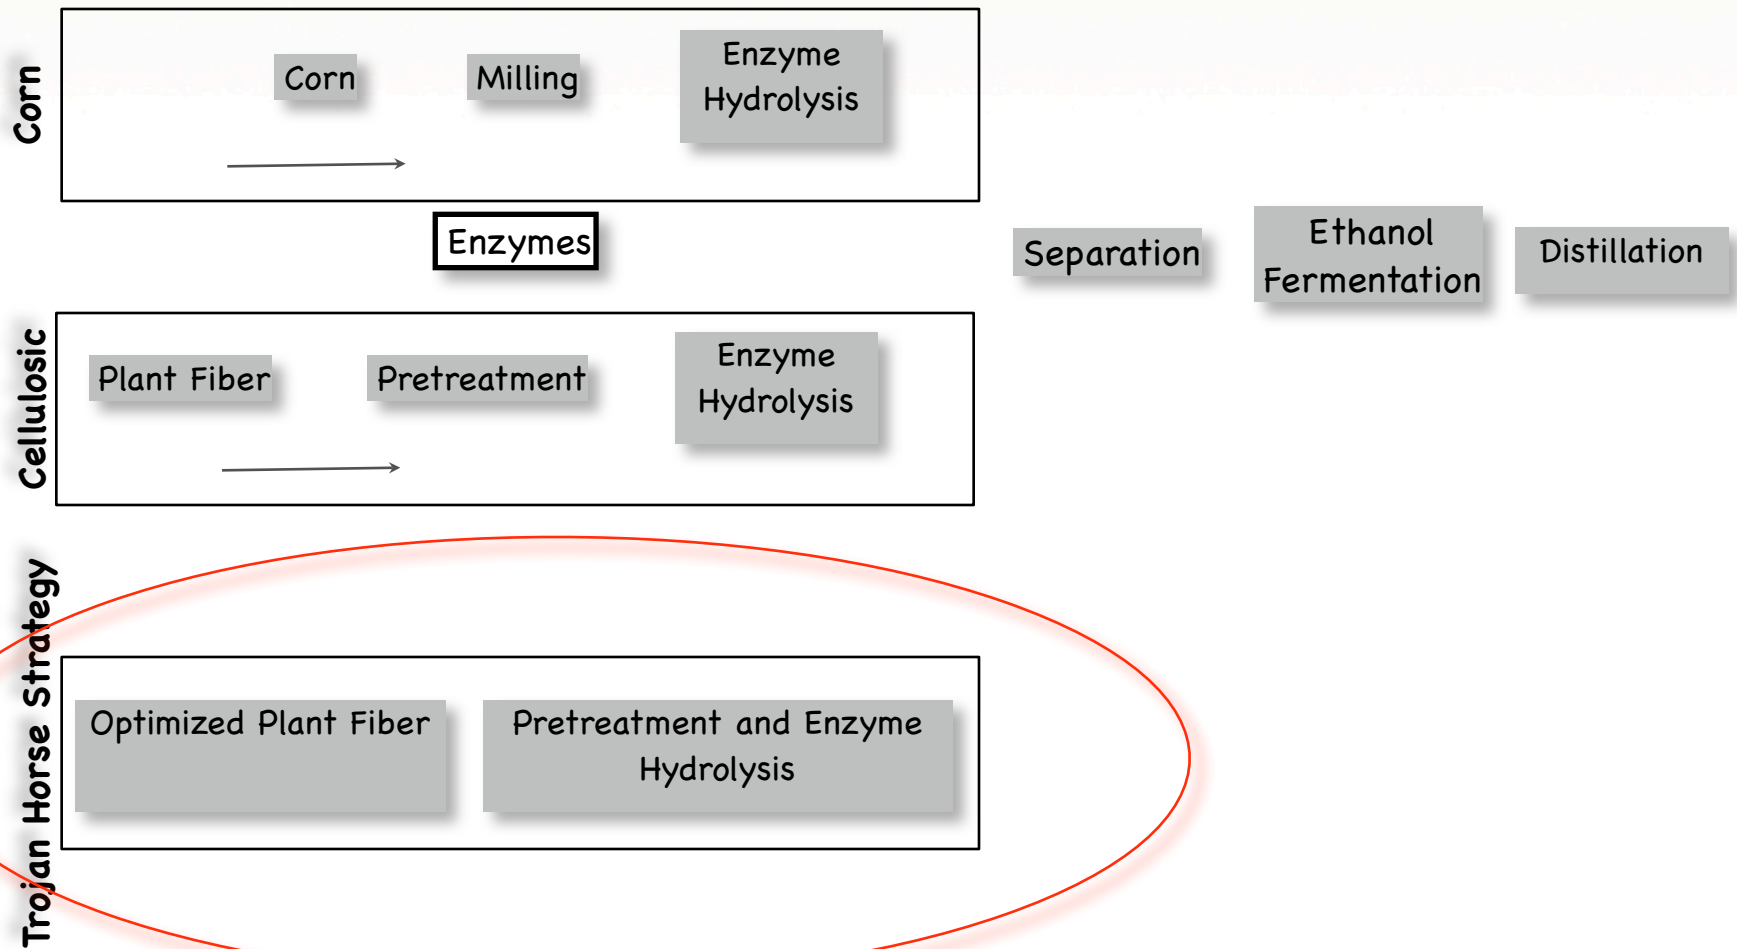 Corn
Corn
Milling
Enzyme
Hydrolysis
Enzymes
Separation
Ethanol
Fermentation
Distillation
Cellulosic
Plant Fiber
Pretreatment
Enzyme
Hydrolysis
Trojan Horse Strategy
Optimized Plant Fiber
Pretreatment and Enzyme
Hydrolysis